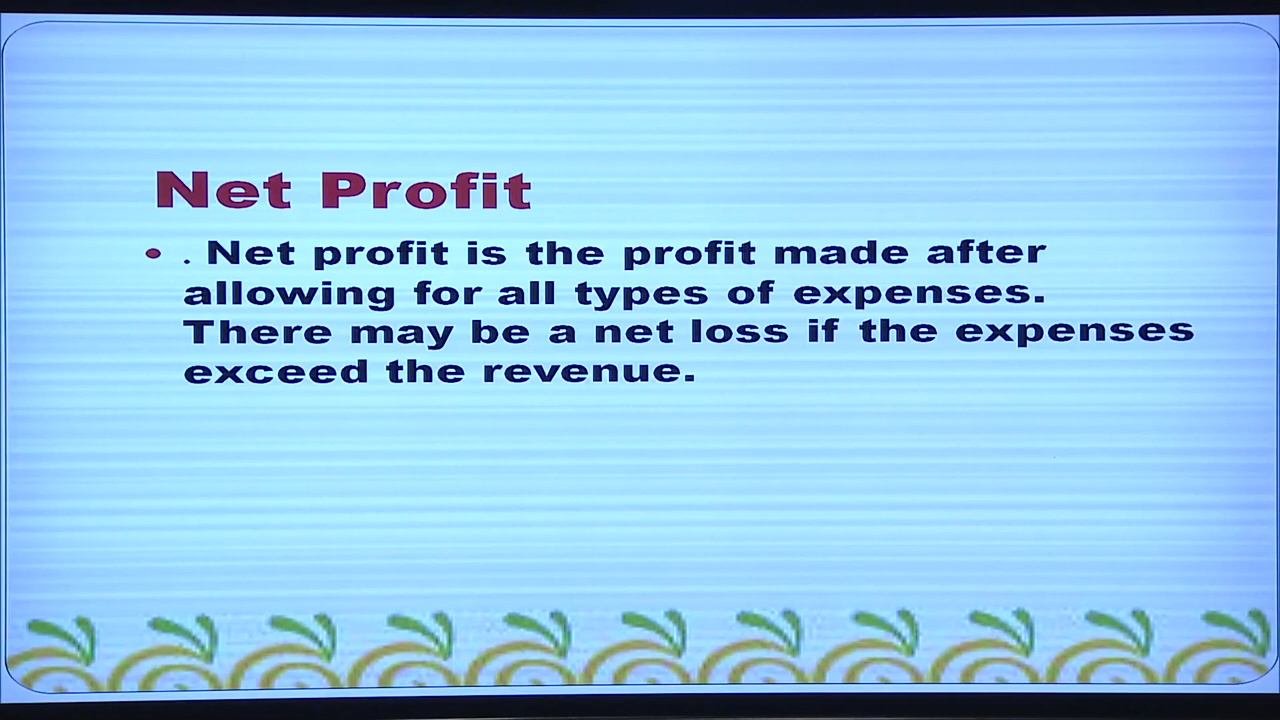 Net Profit
• . Net profit is the profit made after
allowing for all types of expenses.
There may be a net loss if the expenses
exceed the revenue.